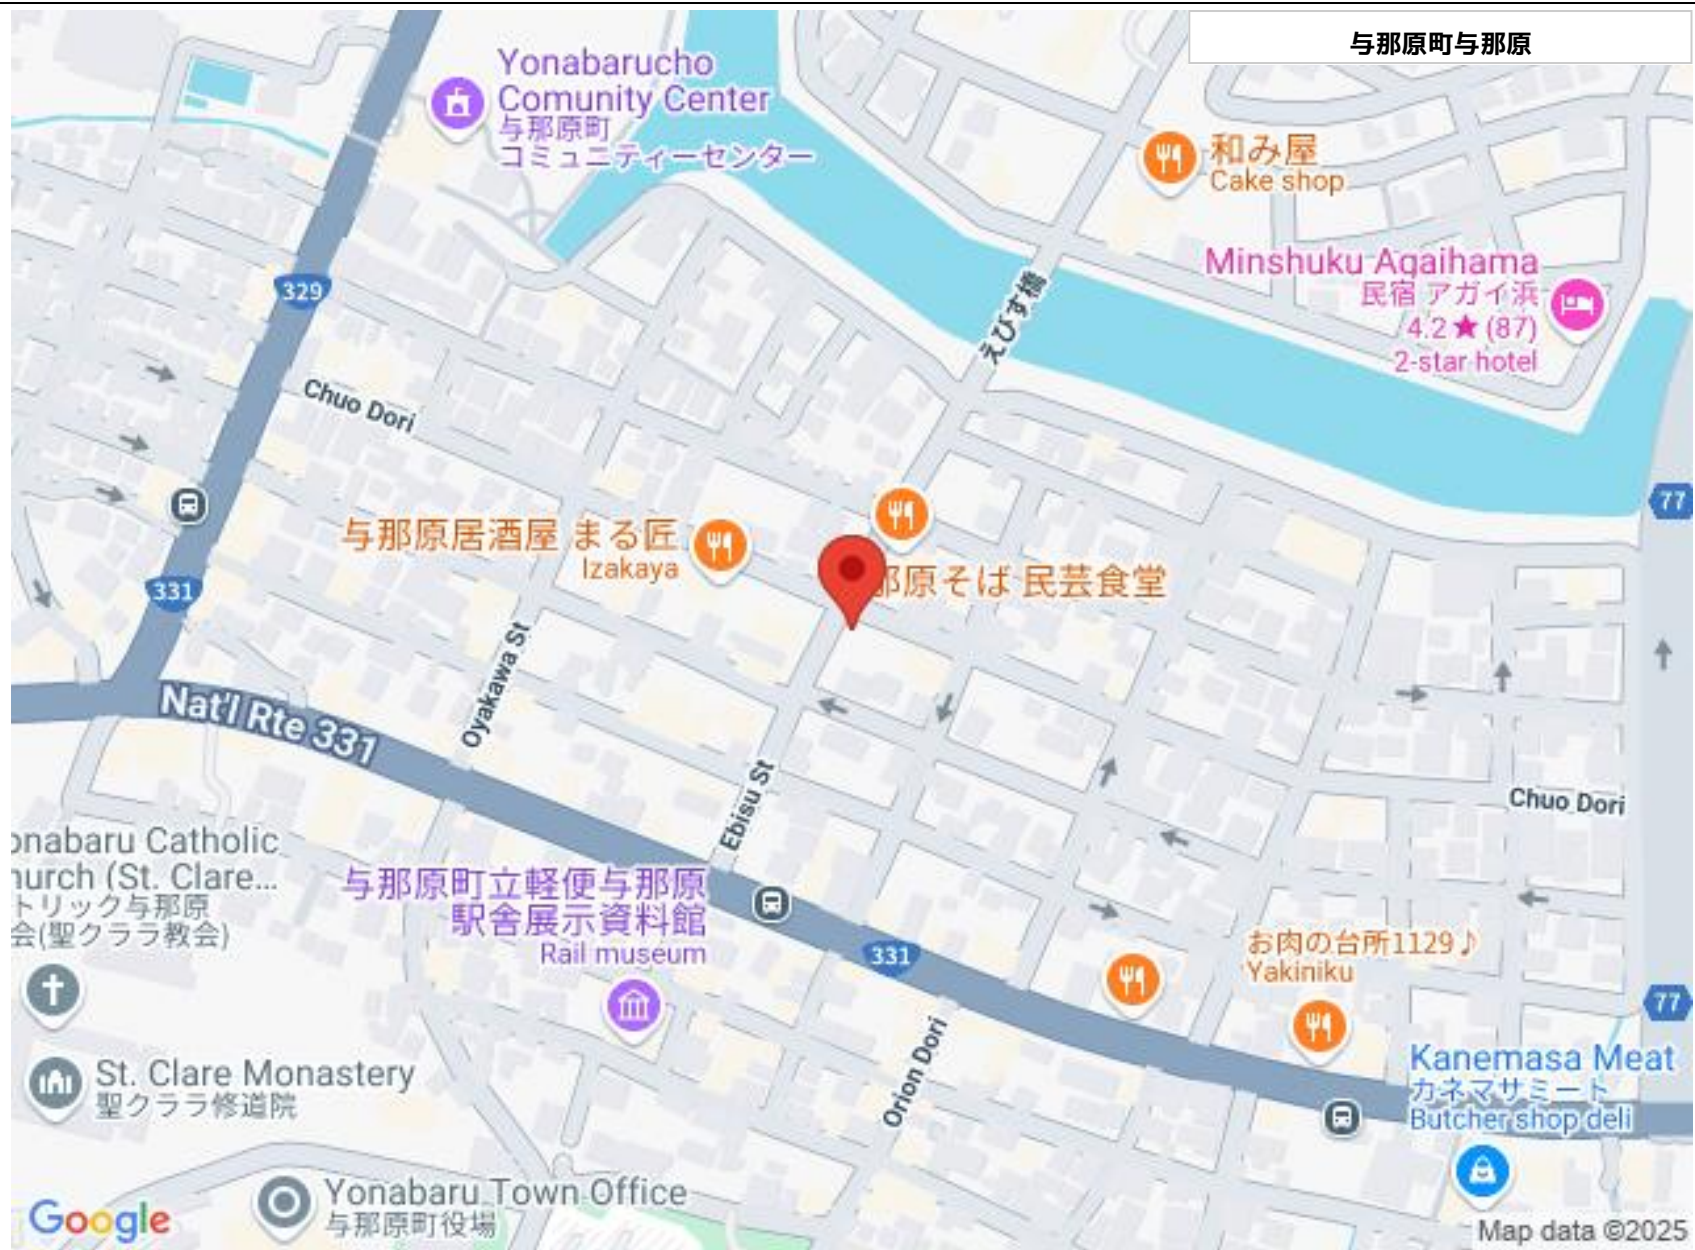 与那原町与那原
Yonabarucho
Comunity Center
与那原町
コミュニティーセンター
和み屋
Cake shop
Minshuku Agaihama
民宿 アガイ浜
4.2★(87)
2-star hotel
えびす橋
329
Chuo Dori
77
与那原居酒屋 まる匠
Izakaya
那原そば 民芸食堂
331
Oyakawa St
Nat'l Rte 331
Ebisu St
Chuo Dori
onabaru Catholic
hurch (St. Clare...
トリック与那原
会(聖クララ教会)
与那原町立軽便与那原
駅舎展示資料館
Rail museum
331
お肉の台所1129♪
Yakiniku
77
Orion Dori
St. Clare Monastery
聖クララ修道院
Kanemasa Meat
カネマサミート
Butcher shop deli
Yonabaru Town Office
与那原町役場
Google
Map data ©2025